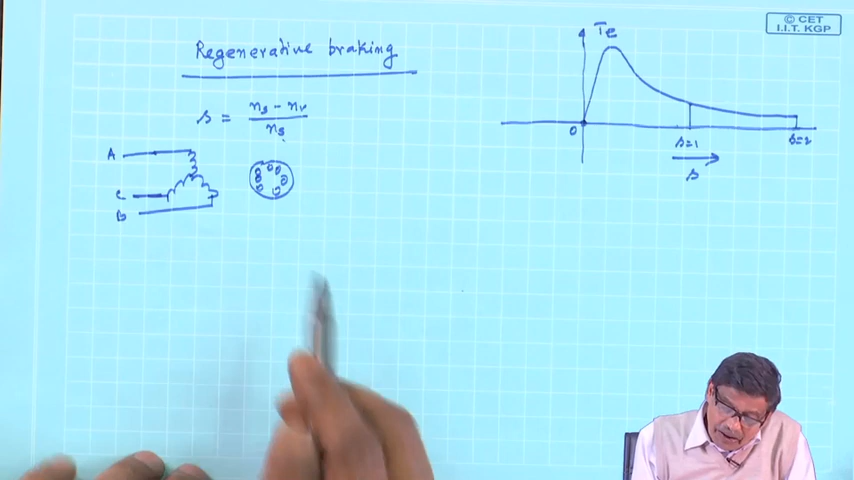 Regenerative braking
© CET
I.I.T. KGP
Te
s = (ns - nr) / ns
0
s=1
s=2
s
A
C
B